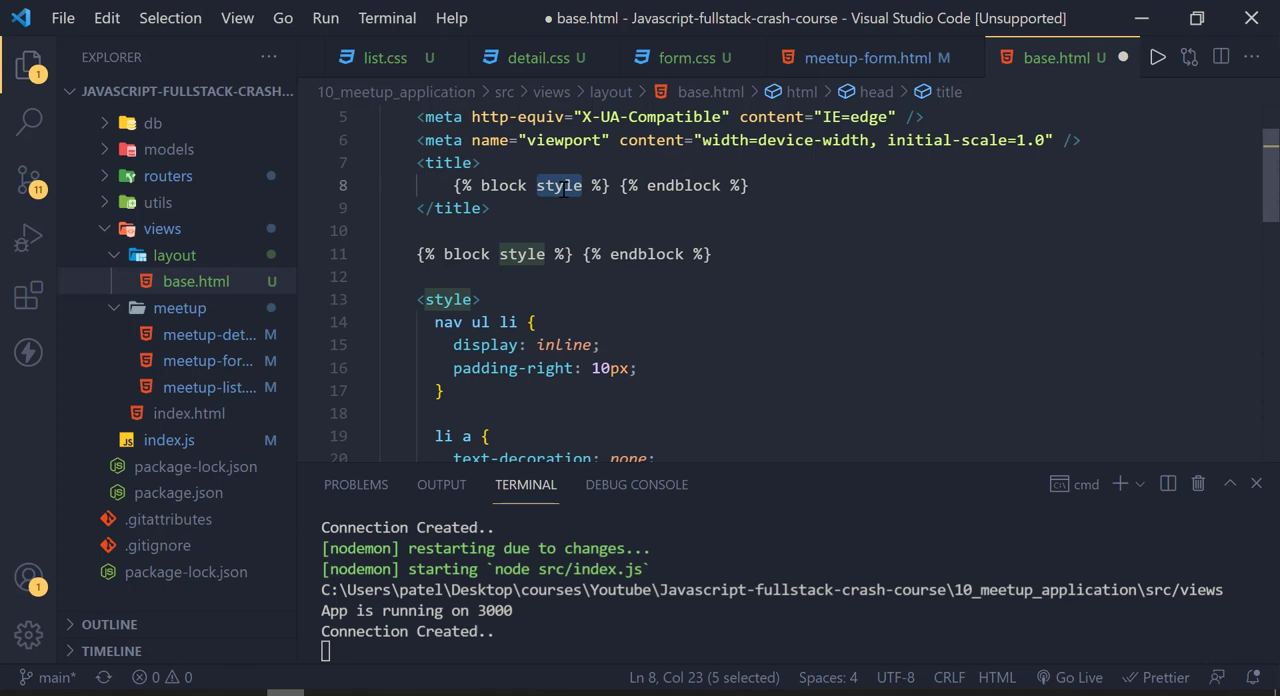 File Edit Selection View Go Run Terminal Help
● base.html - Javascript-fullstack-crash-course - Visual Studio Code [Unsupported]
EXPLORER
list.css U
detail.css U
form.css U
meetup-form.html M
base.html U
JAVASCRIPT-FULLSTACK-CRASH...
10_meetup_application > src > views > layout > base.html > html > head > title
db
models
routers
utils
views
layout
base.html U
meetup
meetup-det... M
meetup-for... M
meetup-list.... M
index.html
index.js M
package-lock.json
package.json
.gitattributes
.gitignore
package-lock.json
OUTLINE
TIMELINE
1
11
1
5 <meta http-equiv="X-UA-Compatible" content="IE=edge" />
6 <meta name="viewport" content="width=device-width, initial-scale=1.0" />
7 <title>
8 {% block style %} {% endblock %}
9 </title>
10
11 {% block style %} {% endblock %}
12
13 <style>
14 nav ul li {
15 display: inline;
16 padding-right: 10px;
17 }
18
19 li a {
20 text-decoration: none;
PROBLEMS OUTPUT TERMINAL DEBUG CONSOLE
cmd
Connection Created..
[nodemon] restarting due to changes...
[nodemon] starting `node src/index.js`
C:\Users\patel\Desktop\courses\Youtube\Javascript-fullstack-crash-course\10_meetup_application\src/views
App is running on 3000
Connection Created..
main* 0 0 Ln 8, Col 23 (5 selected) Spaces: 4 UTF-8 CRLF HTML Go Live Prettier